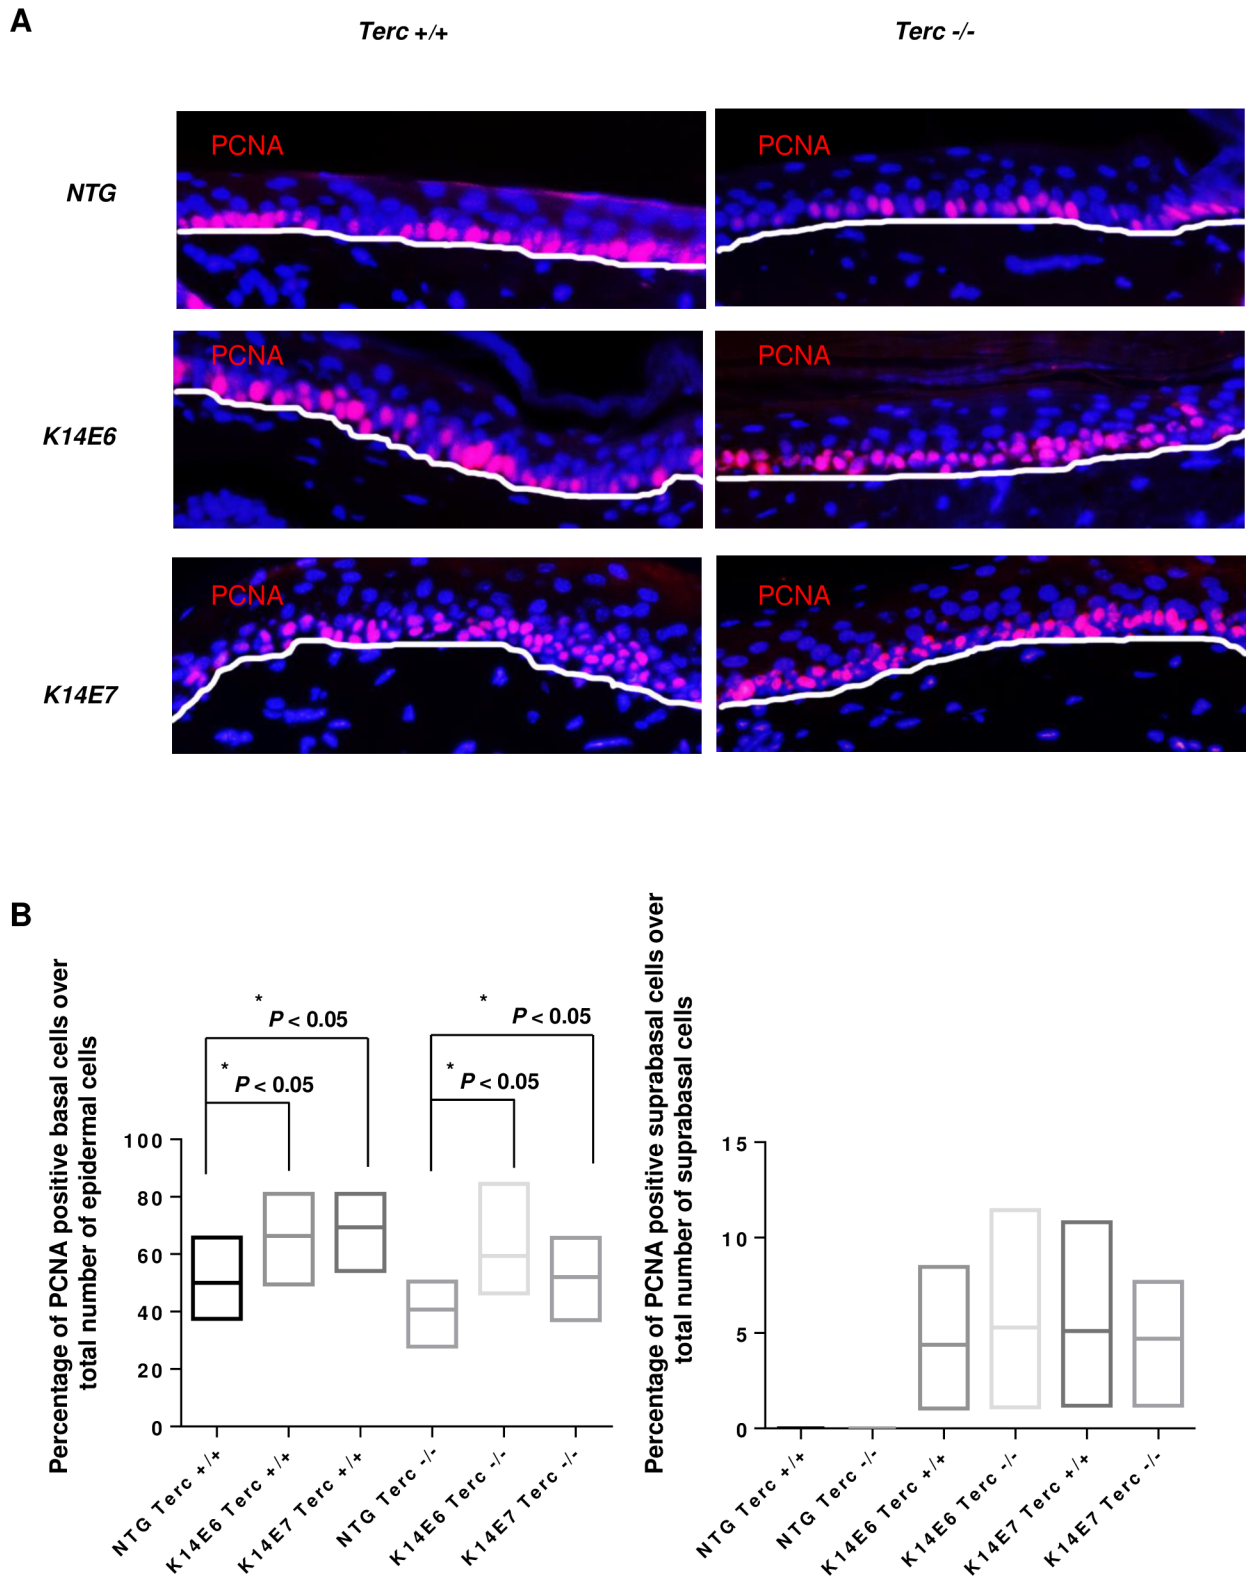 A
Terc +/+
Terc -/-
NTG
PCNA
PCNA
K14E6
PCNA
PCNA
K14E7
PCNA
PCNA
B
Percentage of PCNA positive basal cells over
total number of epidermal cells
* P < 0.05
* P < 0.05
* P < 0.05
* P < 0.05
100
80
60
40
20
0
NTG Terc +/+
K14E6 Terc +/+
K14E7 Terc +/+
NTG Terc -/-
K14E6 Terc -/-
K14E7 Terc -/-
Percentage of PCNA positive suprabasal cells over
total number of suprabasal cells
15
10
5
0
NTG Terc +/+
NTG Terc -/-
K14E6 Terc +/+
K14E6 Terc -/-
K14E7 Terc +/+
K14E7 Terc -/-